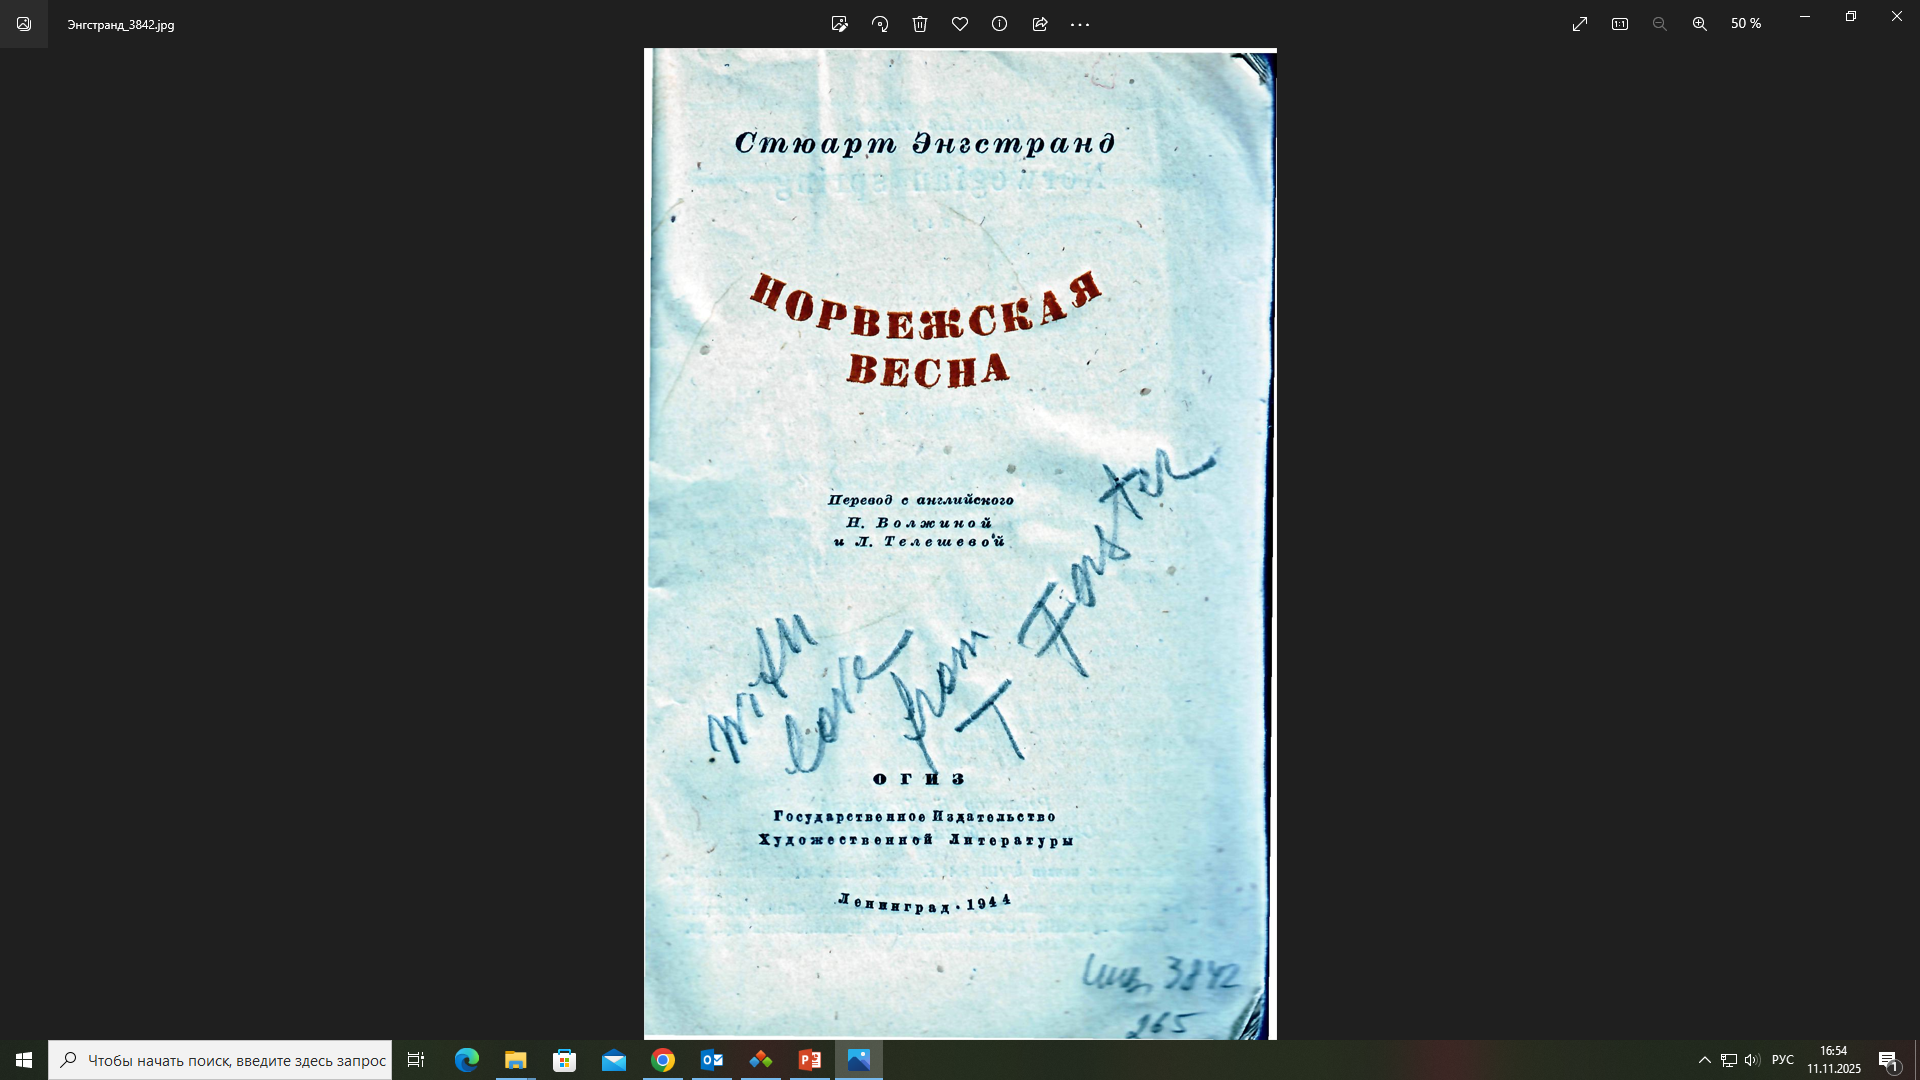 Энгстранд_3842.jpg
50 %
Стюарт Энгстранд
НОРВЕЖСКАЯ
ВЕСНА
Перевод с английского
Н. Волжиной
и Л. Телешевой
with
love
from
T
ОГИЗ
Государственное Издательство
Художественной Литературы
Ленинград · 1944
3842
265
Чтобы начать поиск, введите здесь запрос
РУС
16:54
11.11.2025
1